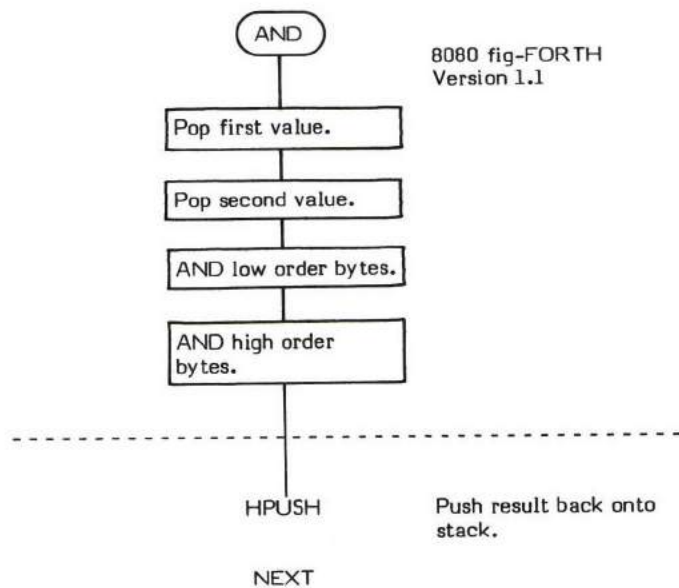 AND
8080 fig-FORTH
Version 1.1
Pop first value.
Pop second value.
AND low order bytes.
AND high order
bytes.
HPUSH
Push result back onto
stack.
NEXT